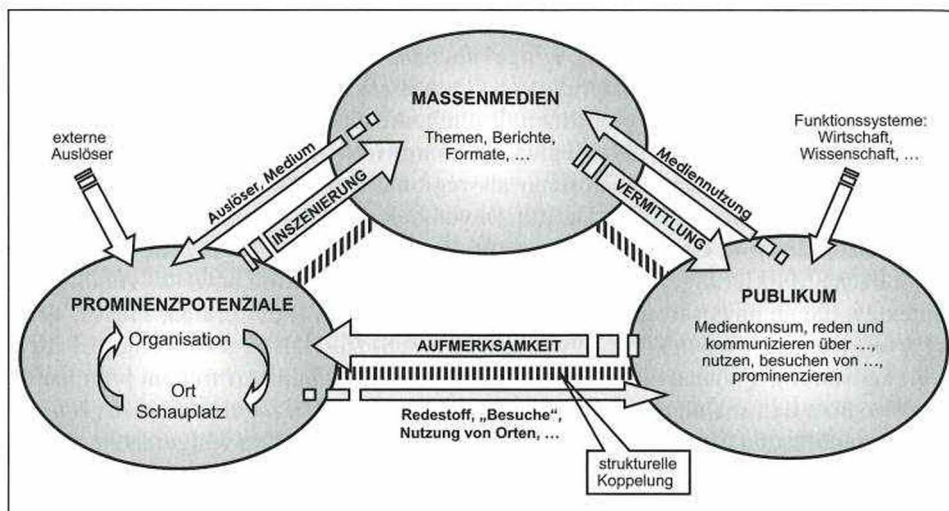 MASSENMEDIEN
Themen, Berichte,
Formate, ...
externe
Auslöser
Funktionssysteme:
Wirtschaft,
Wissenschaft, ...
Auslöser, Medium
INSZENIERUNG
Mediennutzung
VERMITTLUNG
PROMINENZPOTENZIALE
Organisation
Ort
Schauplatz
AUFMERKSAMKEIT
Redestoff, „Besuche“,
Nutzung von Orten, ...
PUBLIKUM
Medienkonsum, reden und
kommunizieren über ...,
nutzen, besuchen von ...,
prominenzieren
strukturelle
Koppelung